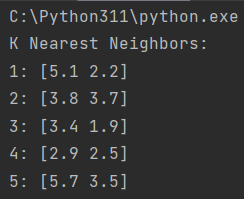 C:\Python311\python.exe
K Nearest Neighbors:
1: [5.1 2.2]
2: [3.8 3.7]
3: [3.4 1.9]
4: [2.9 2.5]
5: [5.7 3.5]